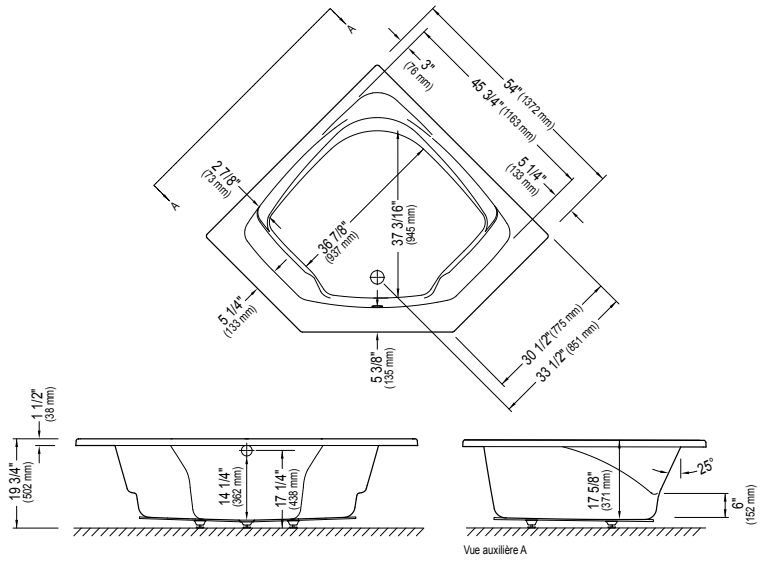 A
A
3"
(76 mm)
54" (1372 mm)
45 3/4" (1163 mm)
5 1/4"
(133 mm)
2 7/8"
(73 mm)
36 7/8"
(937 mm)
37 3/16"
(945 mm)
5 1/4"
(133 mm)
5 3/8"
(135 mm)
30 1/2" (775 mm)
33 1/2" (851 mm)
1 1/2"
(38 mm)
19 3/4"
(502 mm)
14 1/4"
(362 mm)
17 1/4"
(438 mm)
17 5/8"
(371 mm)
25°
6"
(152 mm)
Vue auxilière A